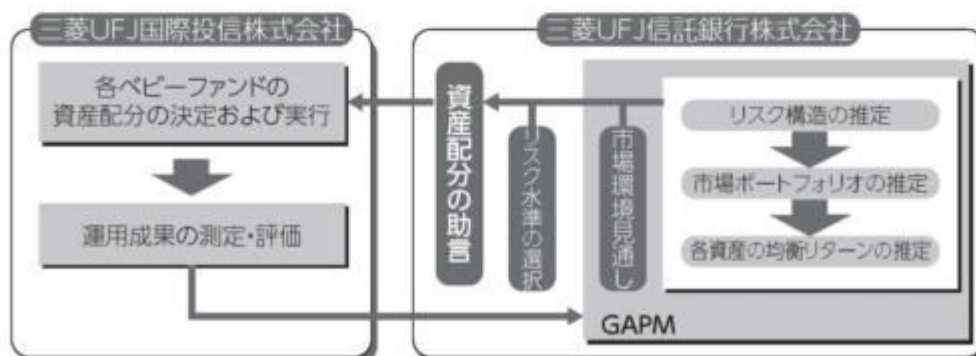 三菱UFJ国際投信株式会社
各ベビーファンドの
資産配分の決定および実行
運用成果の測定・評価
三菱UFJ信託銀行株式会社
資産配分の助言
リスク水準の選択
市場環境見通し
リスク構造の推定
市場ポートフォリオの推定
各資産の均衡リターンの推定
GAPM